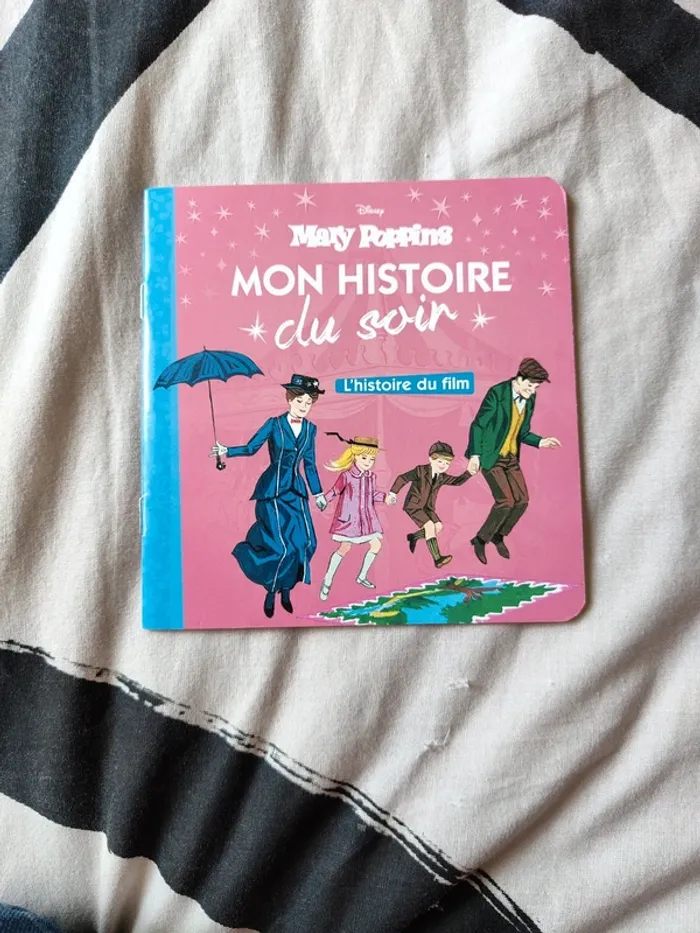 Disney
Mary Poppins
MON HISTOIRE
du soir
L'histoire du film